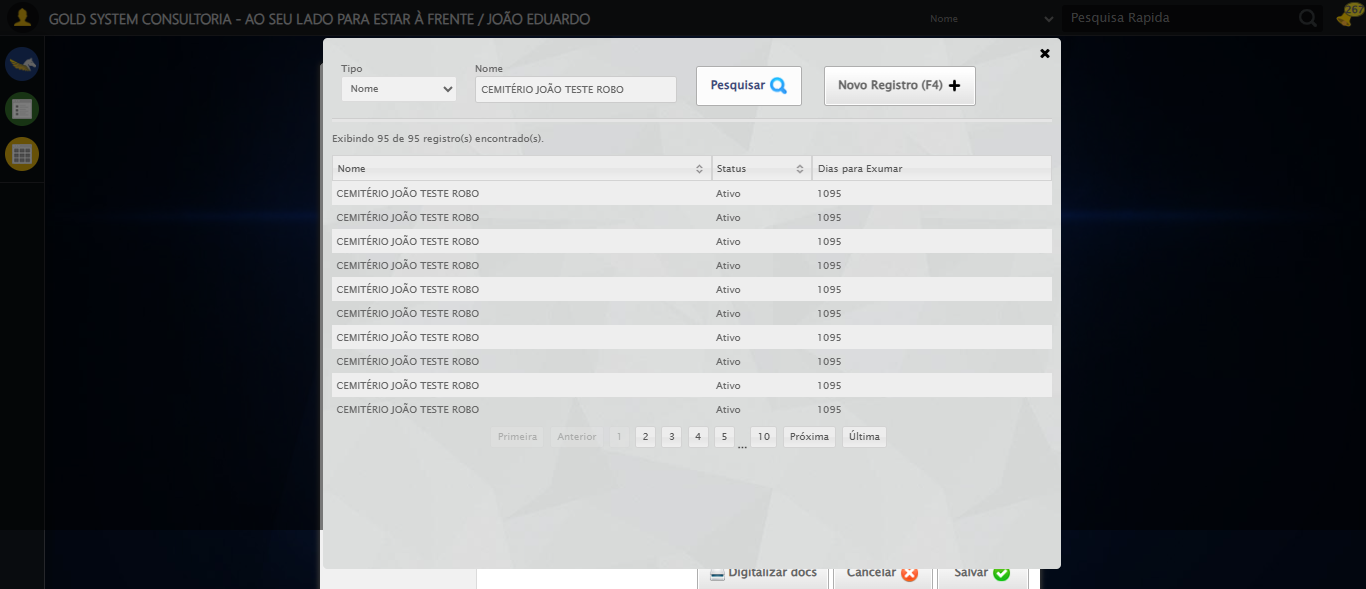 GOLD SYSTEM CONSULTORIA - AO SEU LADO PARA ESTAR À FRENTE / JOÃO EDUARDO
Nome
Pesquisa Rapida
267
Tipo
Nome
Nome
CEMITÉRIO JOÃO TESTE ROBO
Pesquisar
Novo Registro (F4)
Exibindo 95 de 95 registro(s) encontrado(s).
Nome Status Dias para Exumar
CEMITÉRIO JOÃO TESTE ROBO Ativo 1095
CEMITÉRIO JOÃO TESTE ROBO Ativo 1095
CEMITÉRIO JOÃO TESTE ROBO Ativo 1095
CEMITÉRIO JOÃO TESTE ROBO Ativo 1095
CEMITÉRIO JOÃO TESTE ROBO Ativo 1095
CEMITÉRIO JOÃO TESTE ROBO Ativo 1095
CEMITÉRIO JOÃO TESTE ROBO Ativo 1095
CEMITÉRIO JOÃO TESTE ROBO Ativo 1095
CEMITÉRIO JOÃO TESTE ROBO Ativo 1095
CEMITÉRIO JOÃO TESTE ROBO Ativo 1095
Primeira Anterior 1 2 3 4 5 ... 10 Próxima Última
Digitalizar docs Cancelar Salvar